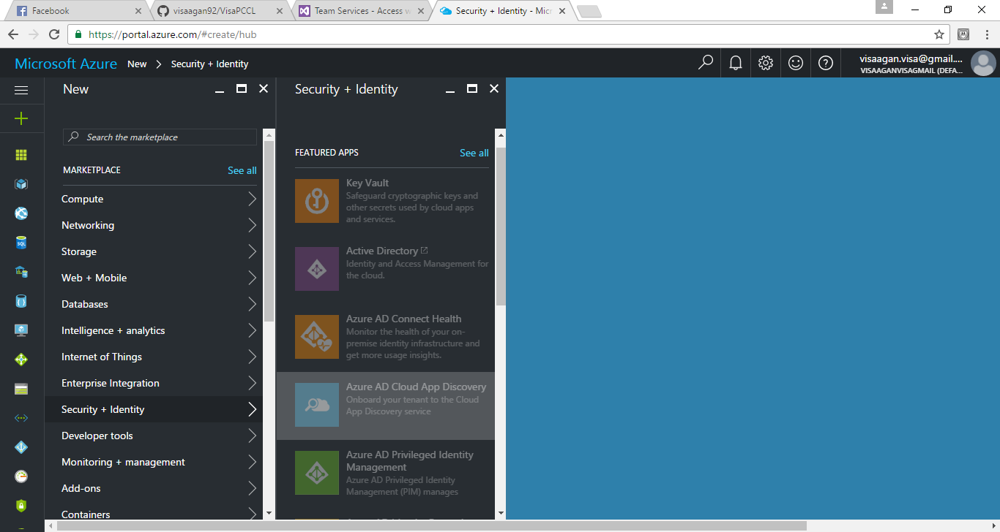 Facebook
visaagan92/VisaPCCL
Team Services - Access w
Security + Identity - Micr
https://portal.azure.com/#create/hub
Microsoft Azure New Security + Identity
visaagan.visa@gmail....
VISAAGANVISAGMAIL (DEFA...
New
Search the marketplace
MARKETPLACE See all
Compute
Networking
Storage
Web + Mobile
Databases
Intelligence + analytics
Internet of Things
Enterprise Integration
Security + Identity
Developer tools
Monitoring + management
Add-ons
Containers
Security + Identity
FEATURED APPS See all
Key Vault
Safeguard cryptographic keys and
other secrets used by cloud apps
and services.
Active Directory
Identity and Access Management for
the cloud.
Azure AD Connect Health
Monitor the health of your on-
premise identity infrastructure and
get more usage insights.
Azure AD Cloud App Discovery
Onboard your tenant to the Cloud
App Discovery service
Azure AD Privileged Identity
Management
Azure AD Privileged Identity
Management (PIM) manages
SQL